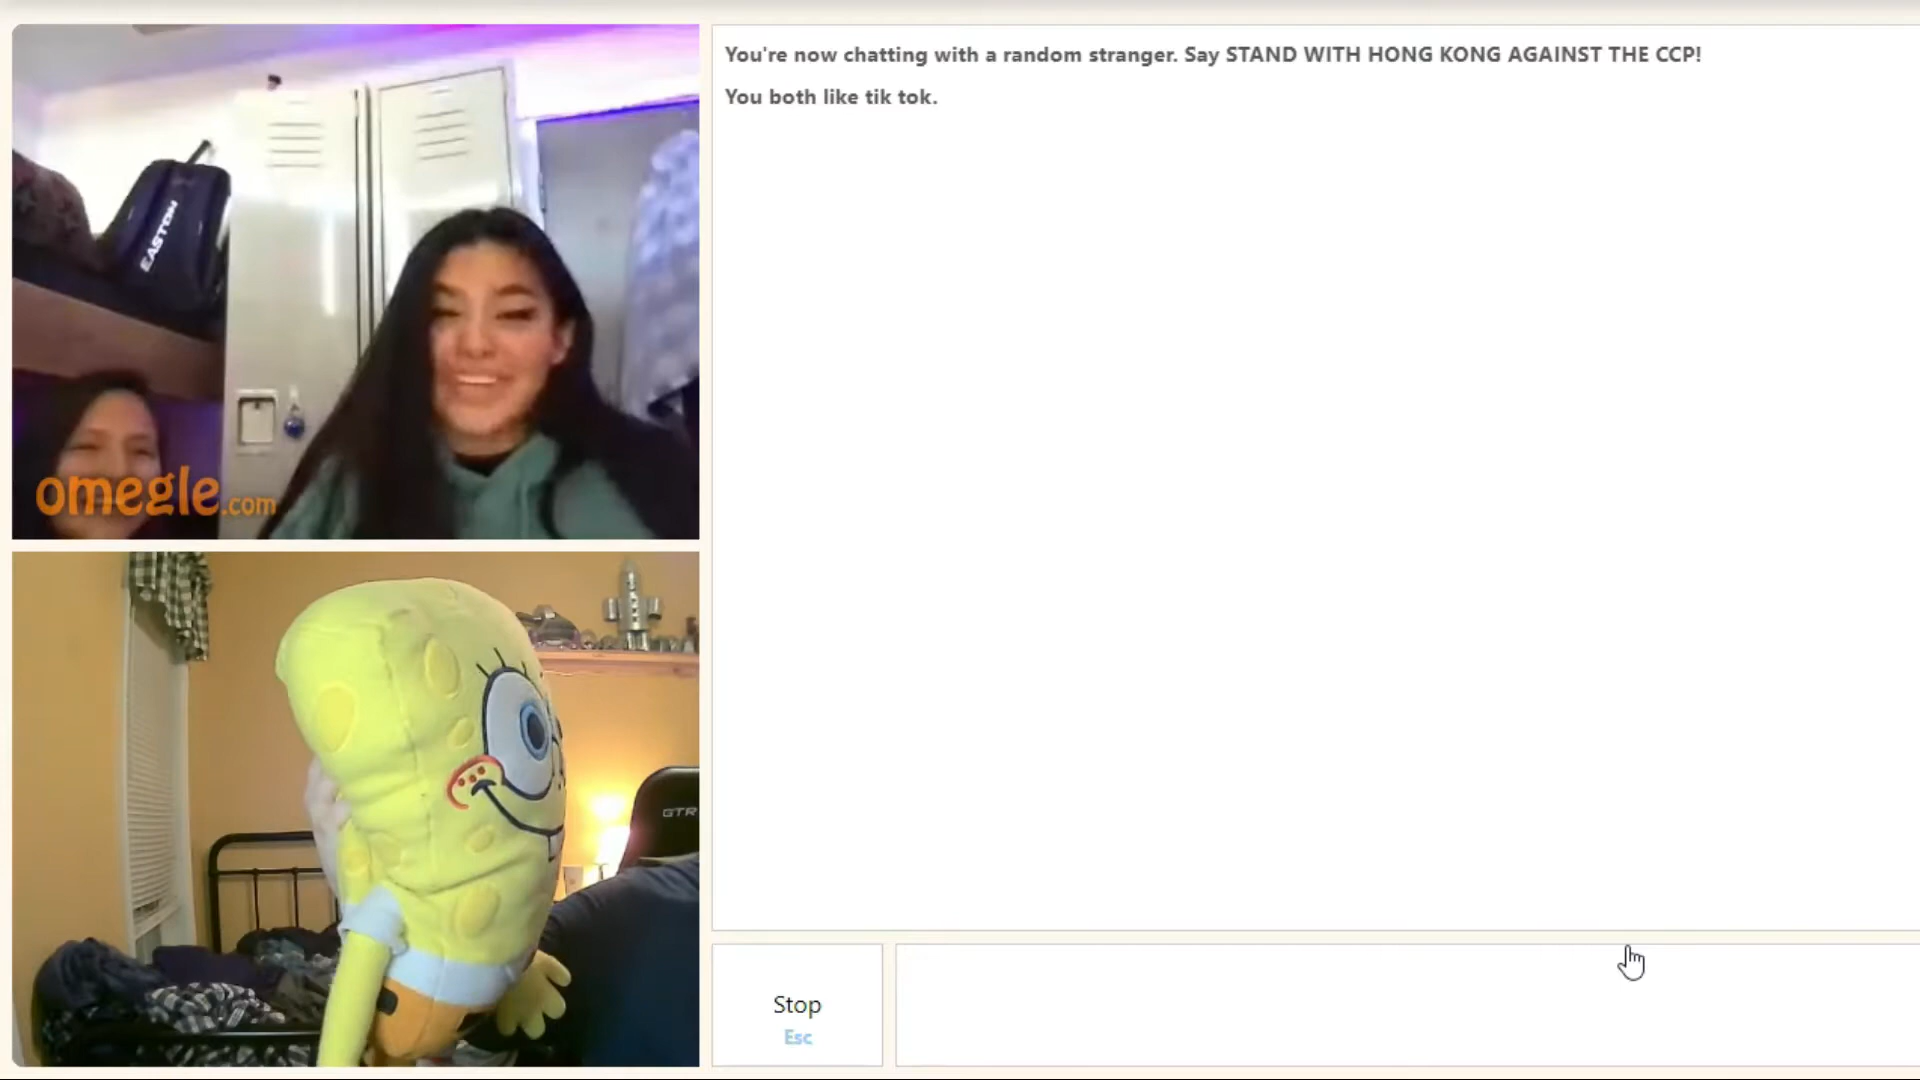 You're now chatting with a random stranger. Say STAND WITH HONG KONG AGAINST THE CCP!
You both like tik tok.
EASTON
omegle.com
GTR
Stop
Esc